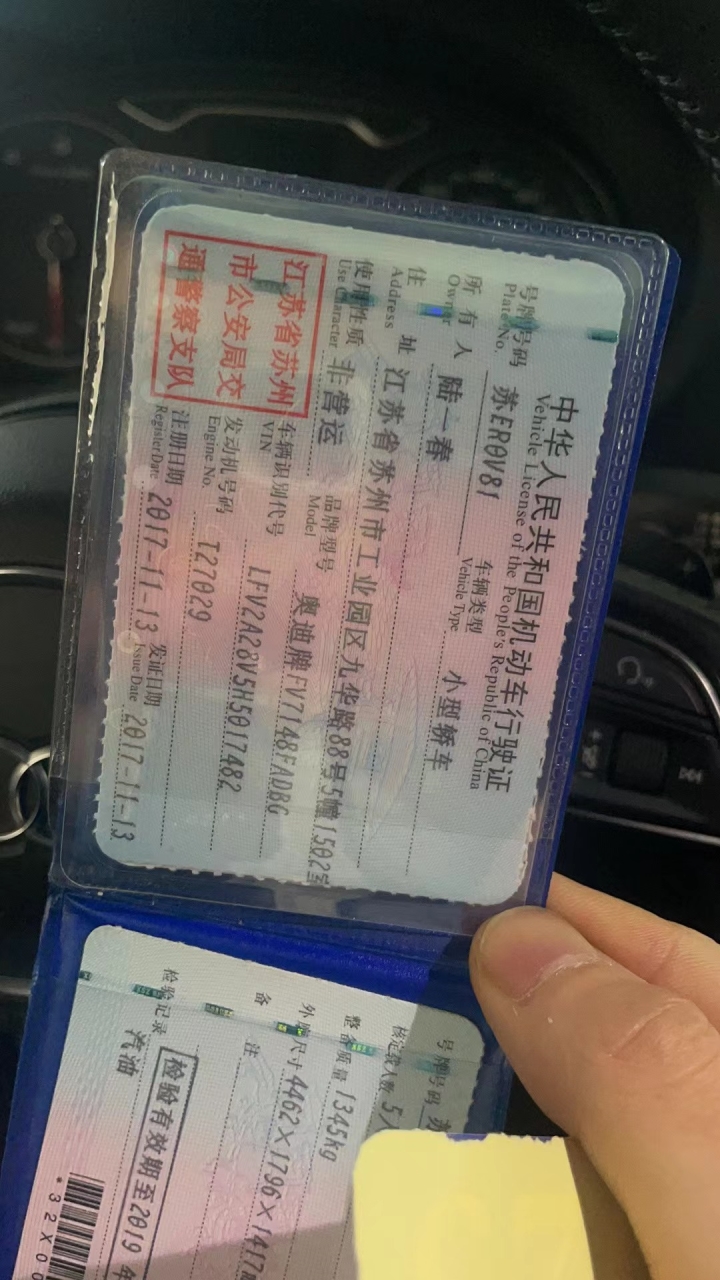 中华人民共和国机动车行驶证
Vehicle License of the People's Republic of China
号牌号码 苏ER0V81 车辆类型 小型轿车
Plate No. Vehicle Type
所有人 陆一春
Owner
住址 江苏省苏州市工业园区九华路88号5幢1502室
Address
使用性质 非营运 品牌型号 奥迪牌FV7148FADBG
Use Character Model
江苏省苏州
市公安局交
通警察支队
车辆识别代号 LFV2A28V5H5017482
VIN
发动机号码 T27029
Engine No.
注册日期 2017-11-13 发证日期 2017-11-13
Register Date Issue Date
号牌号码 苏
核定载人数 5人
整备质量 1345kg
外廓尺寸 4462×1796×1417
备注
检验记录 检验有效期至2019年
汽油
*32X00